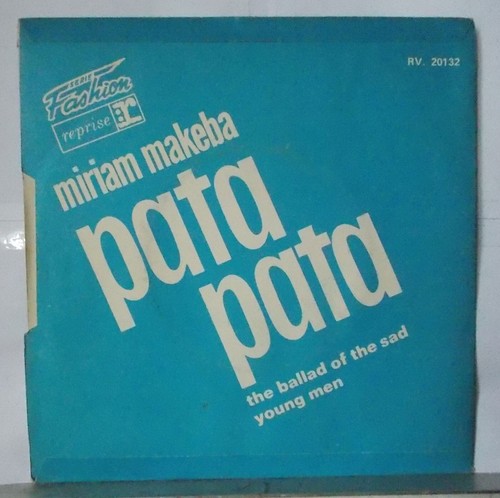 RV. 20132
SERIE
Fashion
reprise r:
miriam makeba
pata
pata
the ballad of the sad
young men